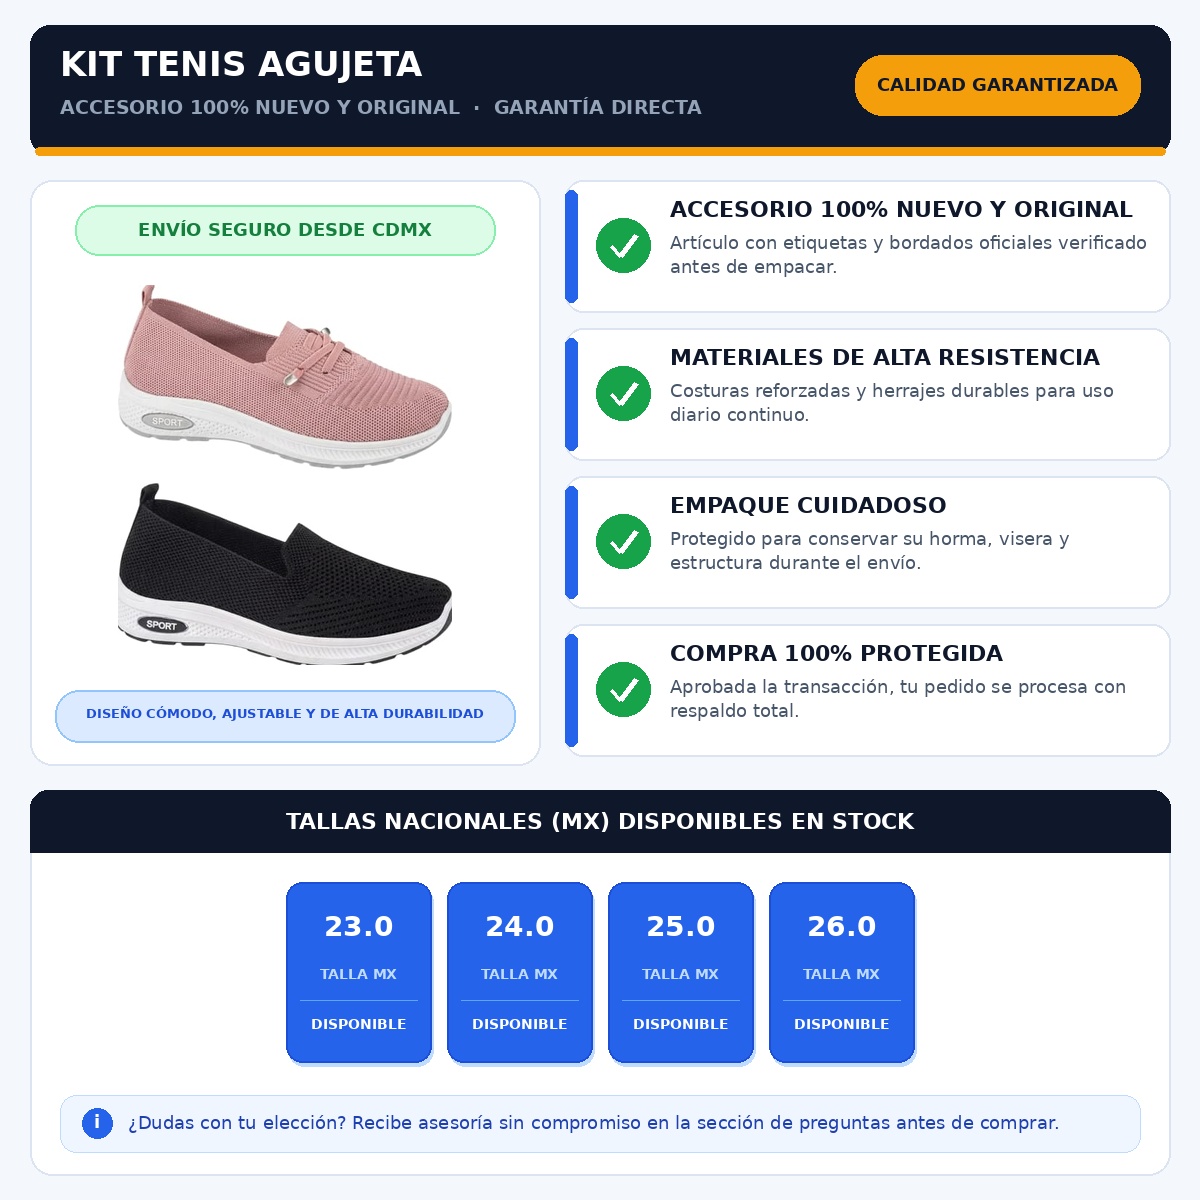 KIT TENIS AGUJETA
ACCESORIO 100% NUEVO Y ORIGINAL · GARANTÍA DIRECTA
CALIDAD GARANTIZADA
ENVÍO SEGURO DESDE CDMX
SPORT
SPORT
DISEÑO CÓMODO, AJUSTABLE Y DE ALTA DURABILIDAD
ACCESORIO 100% NUEVO Y ORIGINAL
Artículo con etiquetas y bordados oficiales verificado
antes de empacar.
MATERIALES DE ALTA RESISTENCIA
Costuras reforzadas y herrajes durables para uso
diario continuo.
EMPAQUE CUIDADOSO
Protegido para conservar su horma, visera y
estructura durante el envío.
COMPRA 100% PROTEGIDA
Aprobada la transacción, tu pedido se procesa con
respaldo total.
TALLAS NACIONALES (MX) DISPONIBLES EN STOCK
23.0
TALLA MX
DISPONIBLE
24.0
TALLA MX
DISPONIBLE
25.0
TALLA MX
DISPONIBLE
26.0
TALLA MX
DISPONIBLE
i
¿Dudas con tu elección? Recibe asesoría sin compromiso en la sección de preguntas antes de comprar.